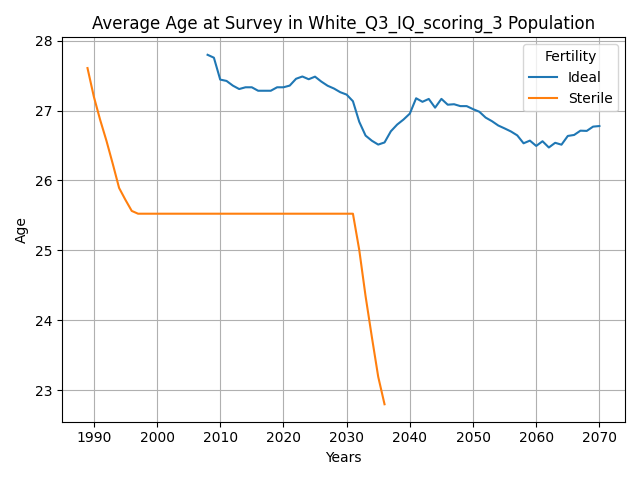 Average Age at Survey in White_Q3_IQ_scoring_3 Population
Fertility
Ideal
Sterile
Age
28
27
26
25
24
23
1990 2000 2010 2020 2030 2040 2050 2060 2070
Years